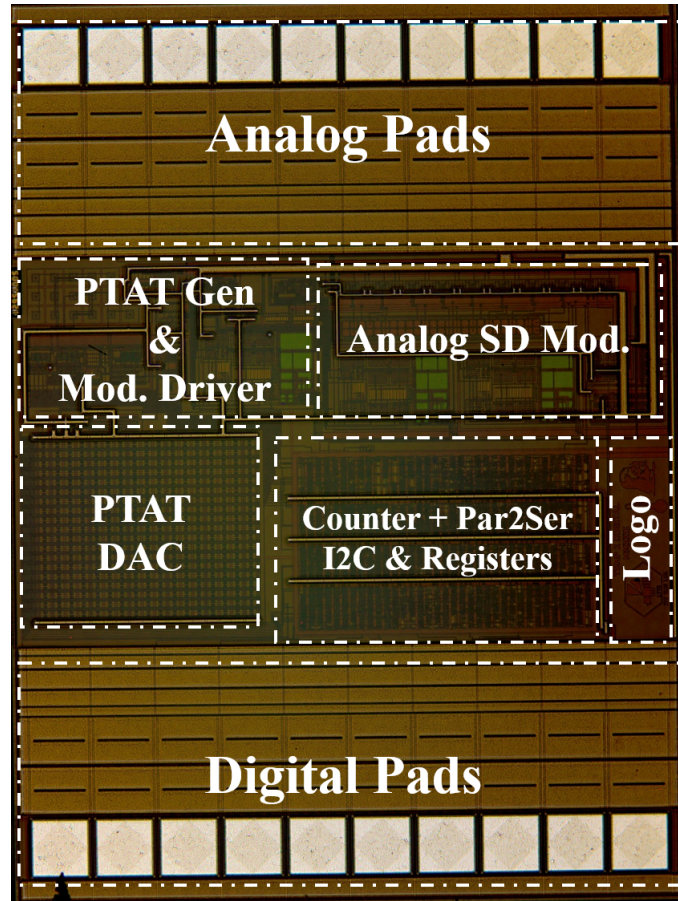 Analog Pads
PTAT Gen
&
Mod. Driver
Analog SD Mod.
PTAT
DAC
Counter + Par2Ser
I2C & Registers
Logo
Digital Pads